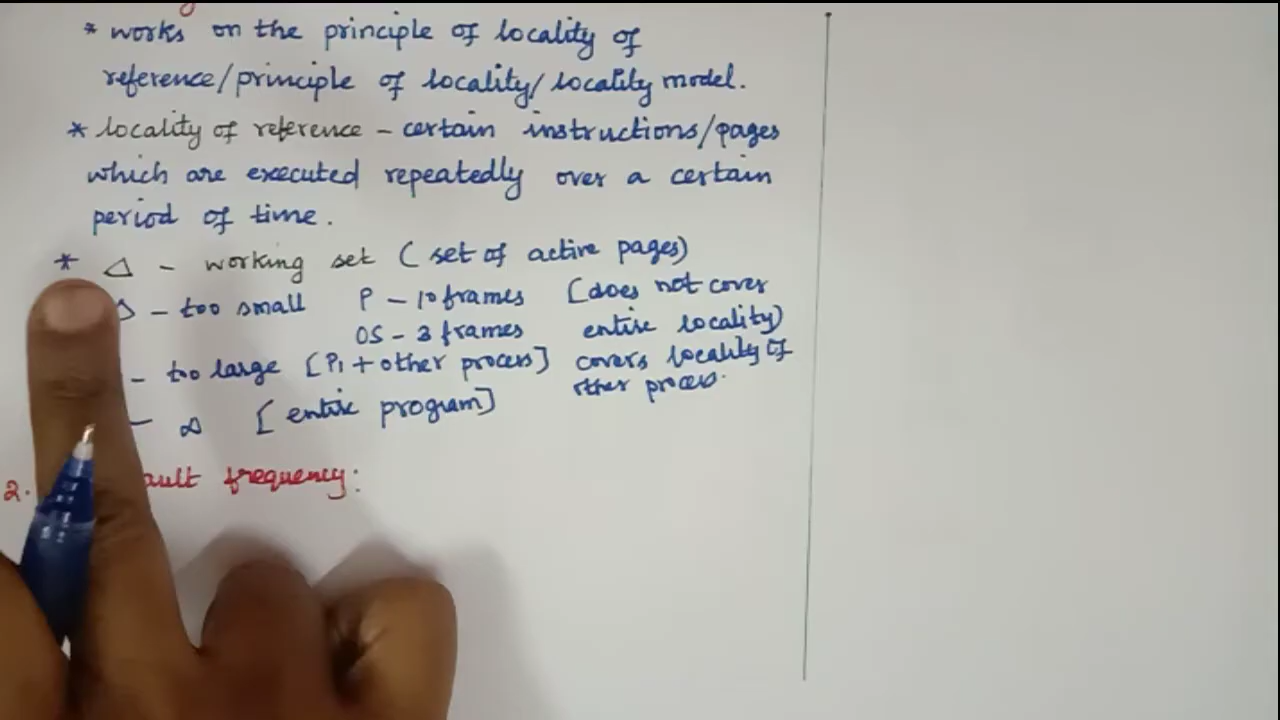 * works on the principle of locality of
reference/principle of locality/locality model.
* locality of reference - certain instructions/pages
which are executed repeatedly over a certain
period of time.
* Δ - working set (set of active pages)
Δ - too small P - 10 frames [does not cover
OS - 3 frames entire locality)
- too large [P1 + other process] covers locality of
other process.
- ∞ [entire program]
2. ault frequency: